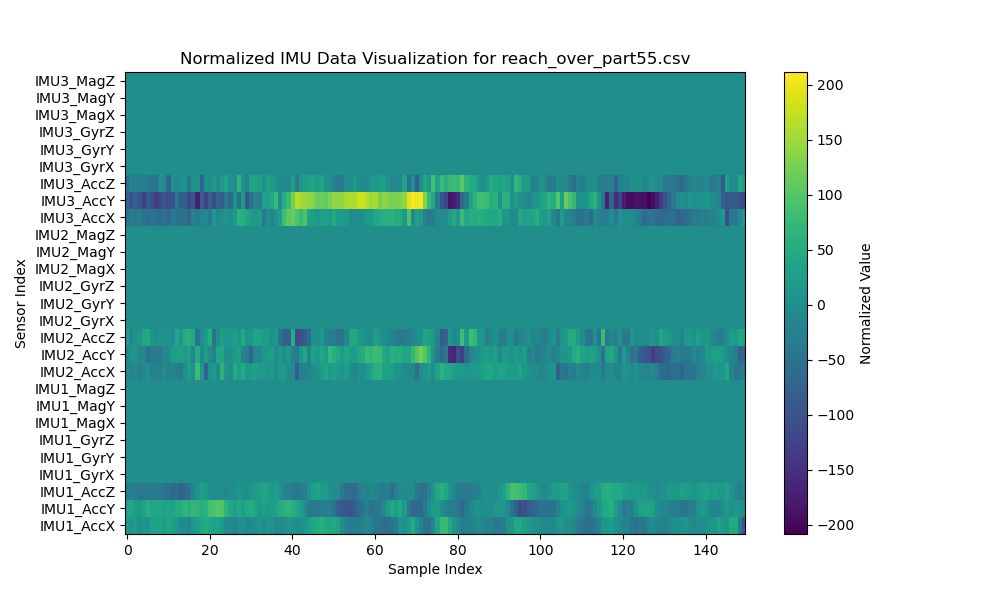 Normalized IMU Data Visualization for reach_over_part55.csv
Sensor Index
IMU3_MagZ
IMU3_MagY
IMU3_MagX
IMU3_GyrZ
IMU3_GyrY
IMU3_GyrX
IMU3_AccZ
IMU3_AccY
IMU3_AccX
IMU2_MagZ
IMU2_MagY
IMU2_MagX
IMU2_GyrZ
IMU2_GyrY
IMU2_GyrX
IMU2_AccZ
IMU2_AccY
IMU2_AccX
IMU1_MagZ
IMU1_MagY
IMU1_MagX
IMU1_GyrZ
IMU1_GyrY
IMU1_GyrX
IMU1_AccZ
IMU1_AccY
IMU1_AccX
0 20 40 60 80 100 120 140
Sample Index
200
150
100
50
0
−50
−100
−150
−200
Normalized Value